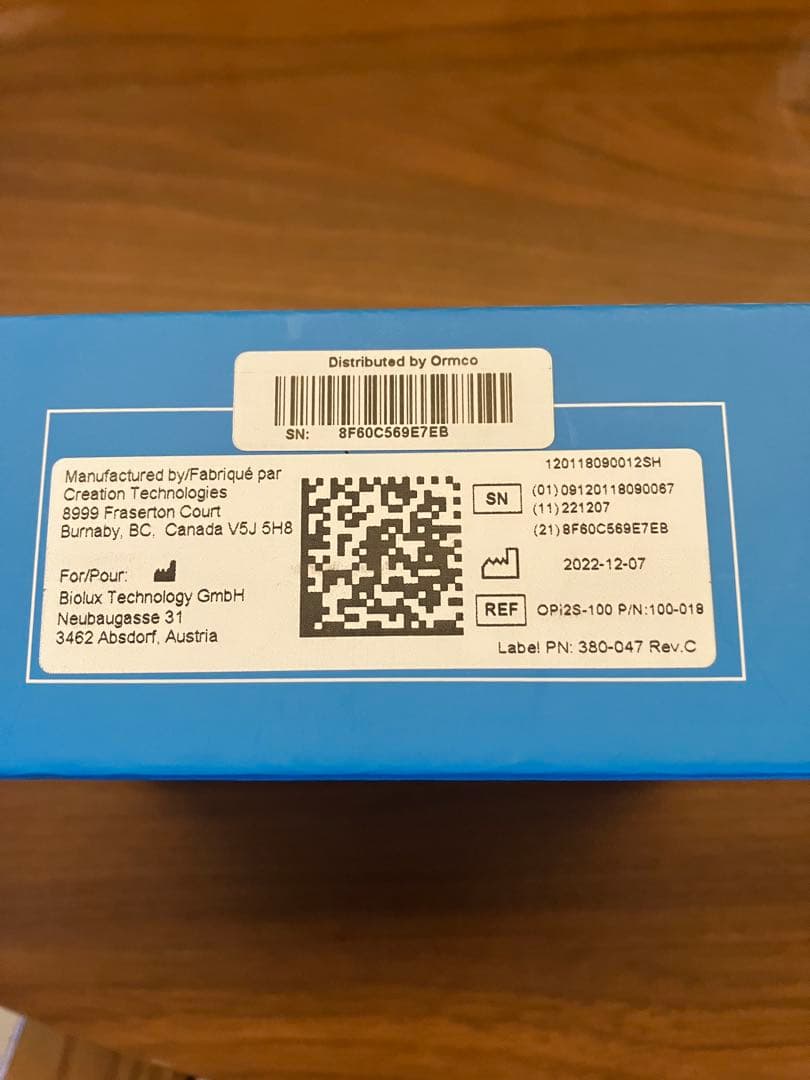 Distributed by Ormco
SN: 8F60C569E7EB
Manufactured by/Fabriqué par
Creation Technologies
8999 Fraserton Court
Burnaby, BC, Canada V5J 5H8
For/Pour:
Biolux Technology GmbH
Neubaugasse 31
3462 Absdorf, Austria
120118090012SH
SN
(01)09120118090067
(11)221207
(21)8F60C569E7EB
2022-12-07
REF OPi2S-100 P/N:100-018
Label PN: 380-047 Rev.C